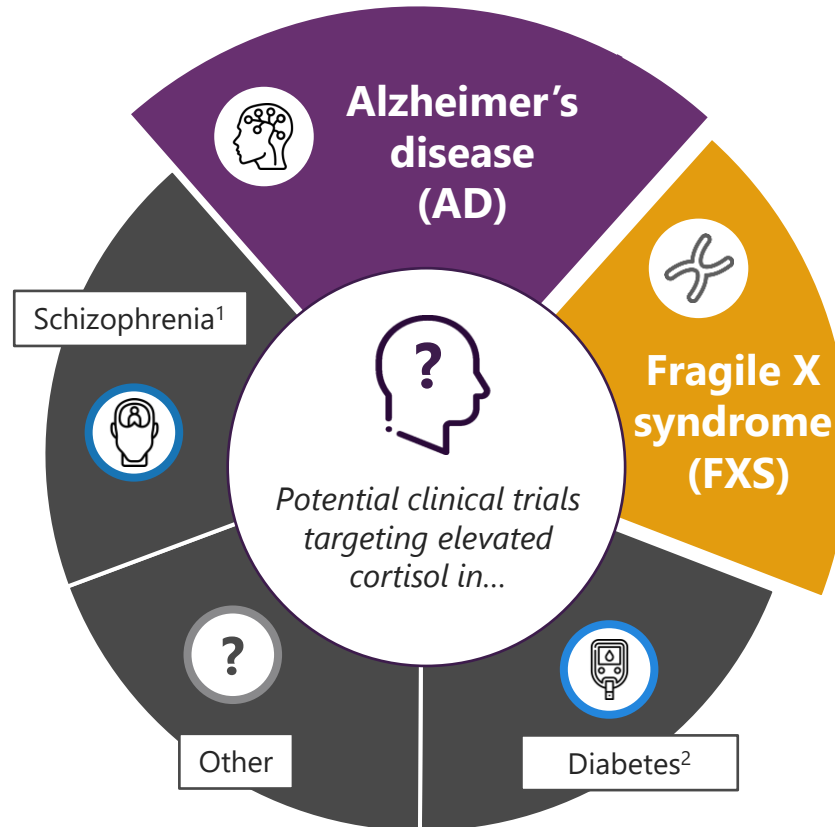 Alzheimer's
disease
(AD)
Schizophrenia¹
?
Fragile X
syndrome
(FXS)
Potential clinical trials
targeting elevated
cortisol in...
?
Other
Diabetes²